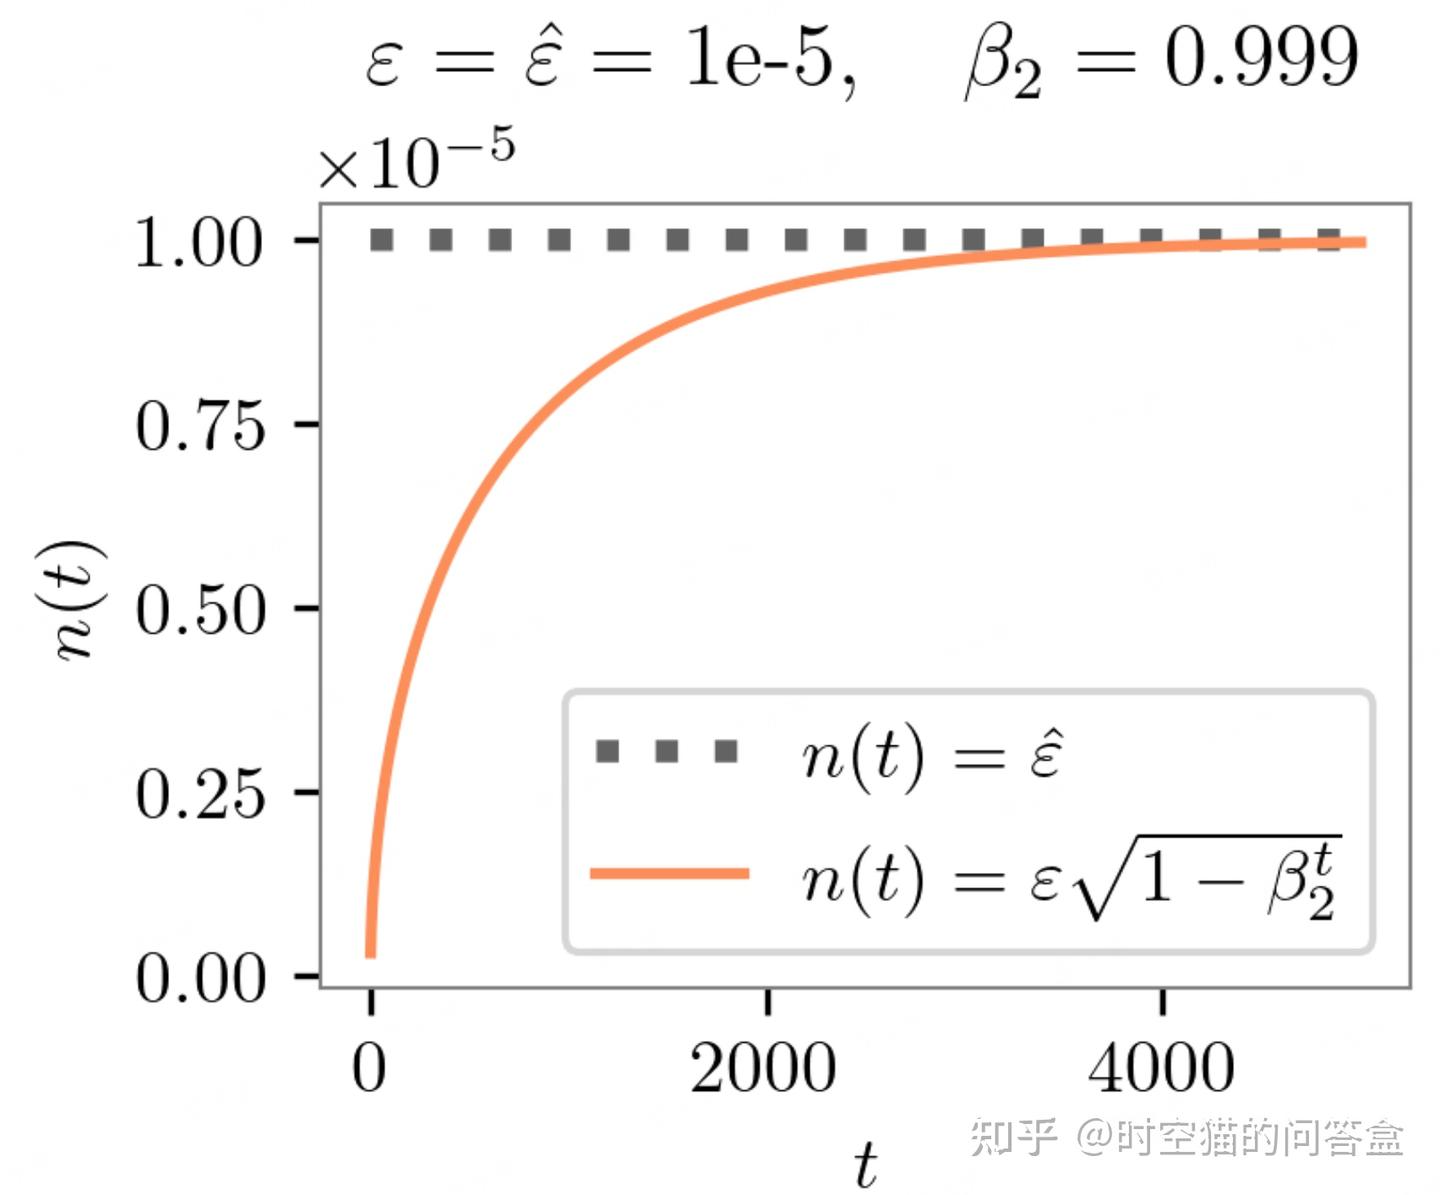 ε = ε̂ = 1e-5, β₂ = 0.999
×10⁻⁵
1.00
0.75
0.50
0.25
0.00
n(t)
n(t) = ε̂
n(t) = ε√(1 − β₂ᵗ)
0 2000 4000
t
知乎 @时空猫的问答盒